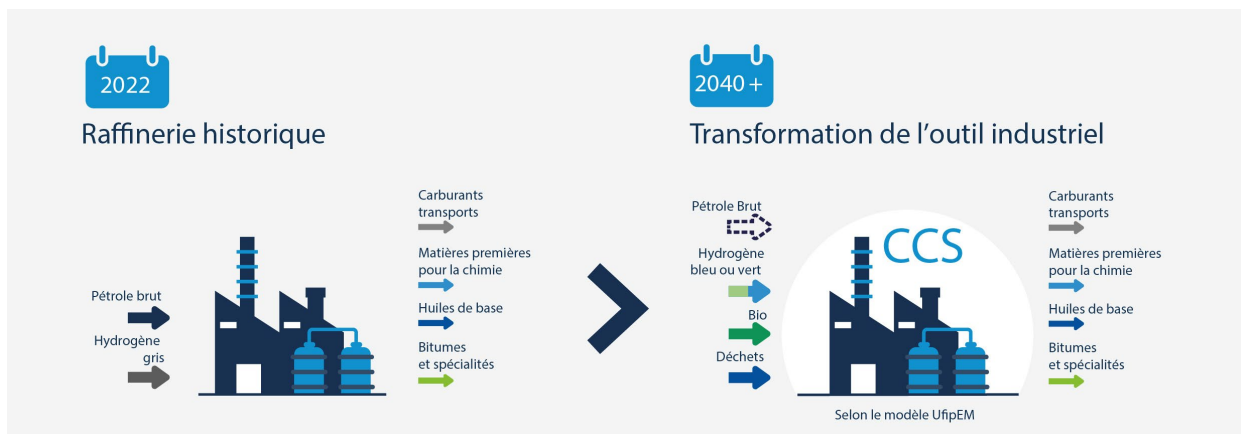 2022
Raffinerie historique
Pétrole brut
Hydrogène
gris
Carburants
transports
Matières premières
pour la chimie
Huiles de base
Bitumes
et spécialités
2040 +
Transformation de l’outil industriel
Pétrole Brut
Hydrogène
bleu ou vert
Bio
Déchets
CCS
Selon le modèle UfipEM
Carburants
transports
Matières premières
pour la chimie
Huiles de base
Bitumes
et spécialités